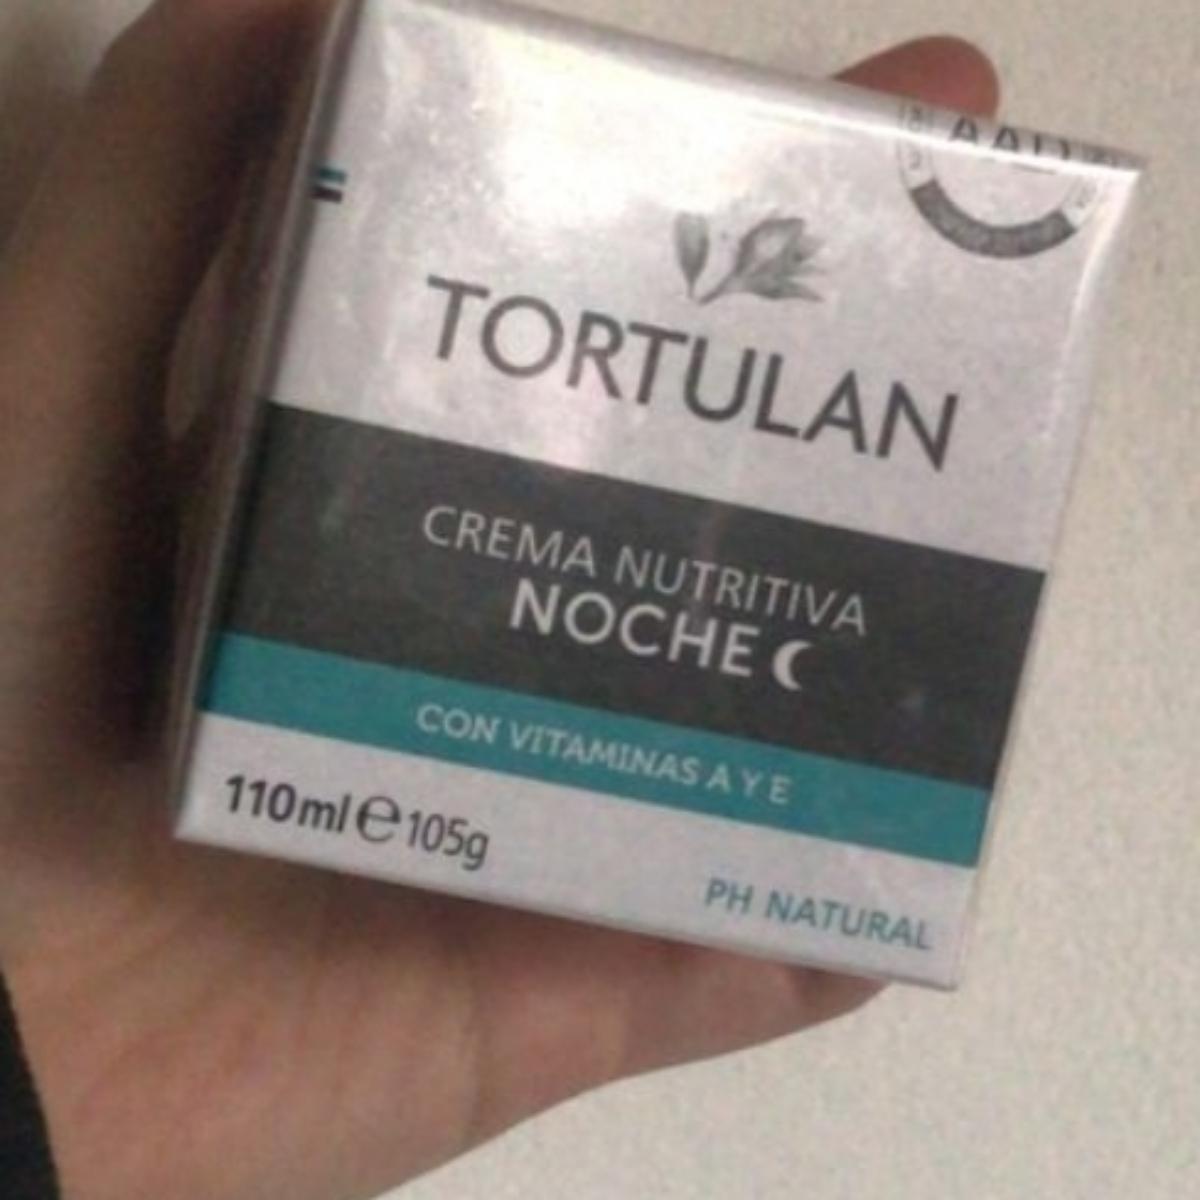 TORTULAN
CREMA NUTRITIVA
NOCHE
CON VITAMINAS A Y E
110ml e 105g
PH NATURAL